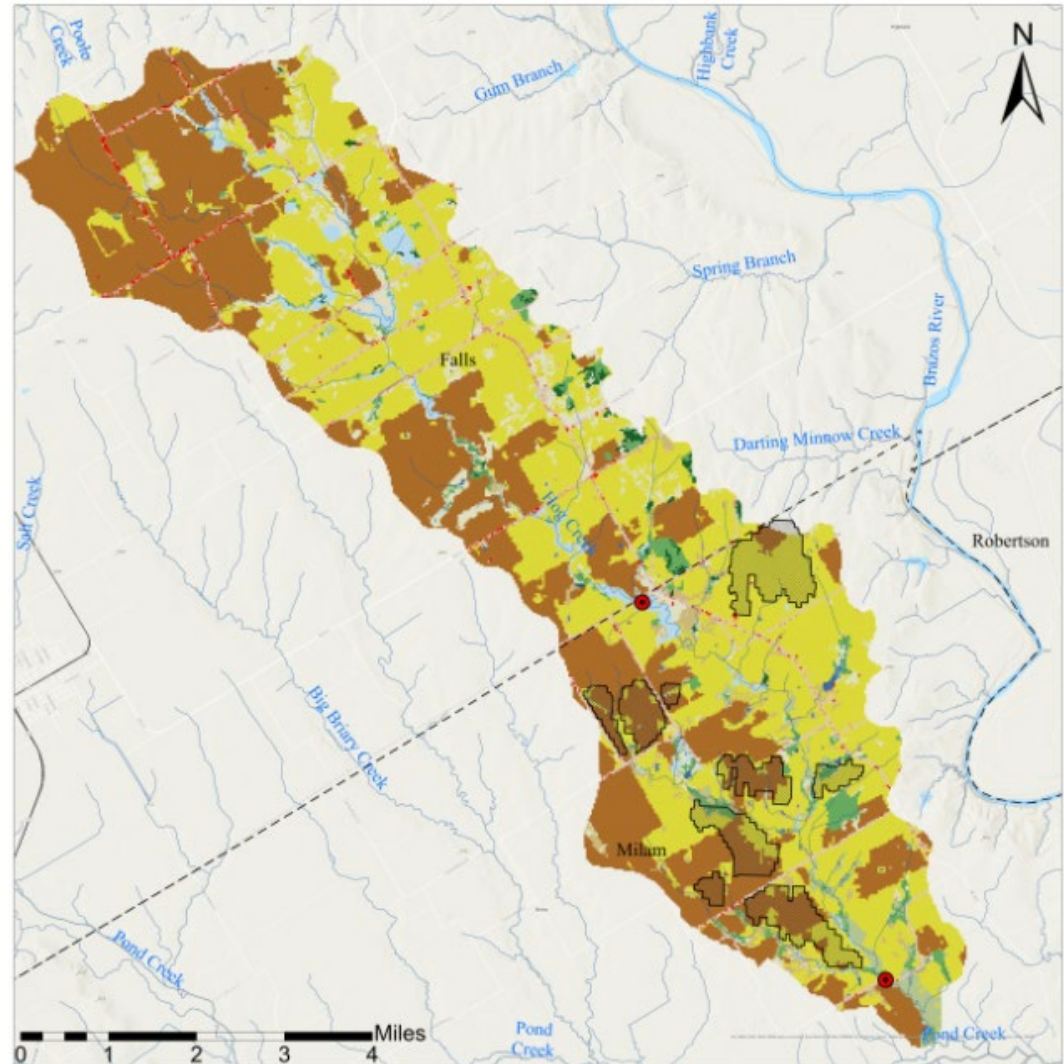 Poole
Creek
Gum Branch
Highbank
Creek
N
Spring Branch
Brazos River
Falls
Darting Minnow Creek
Salt Creek
Hog Creek
Robertson
Big Briary Creek
Milam
Pond Creek
Pond
Creek
Pond Creek
Miles
0 1 2 3 4